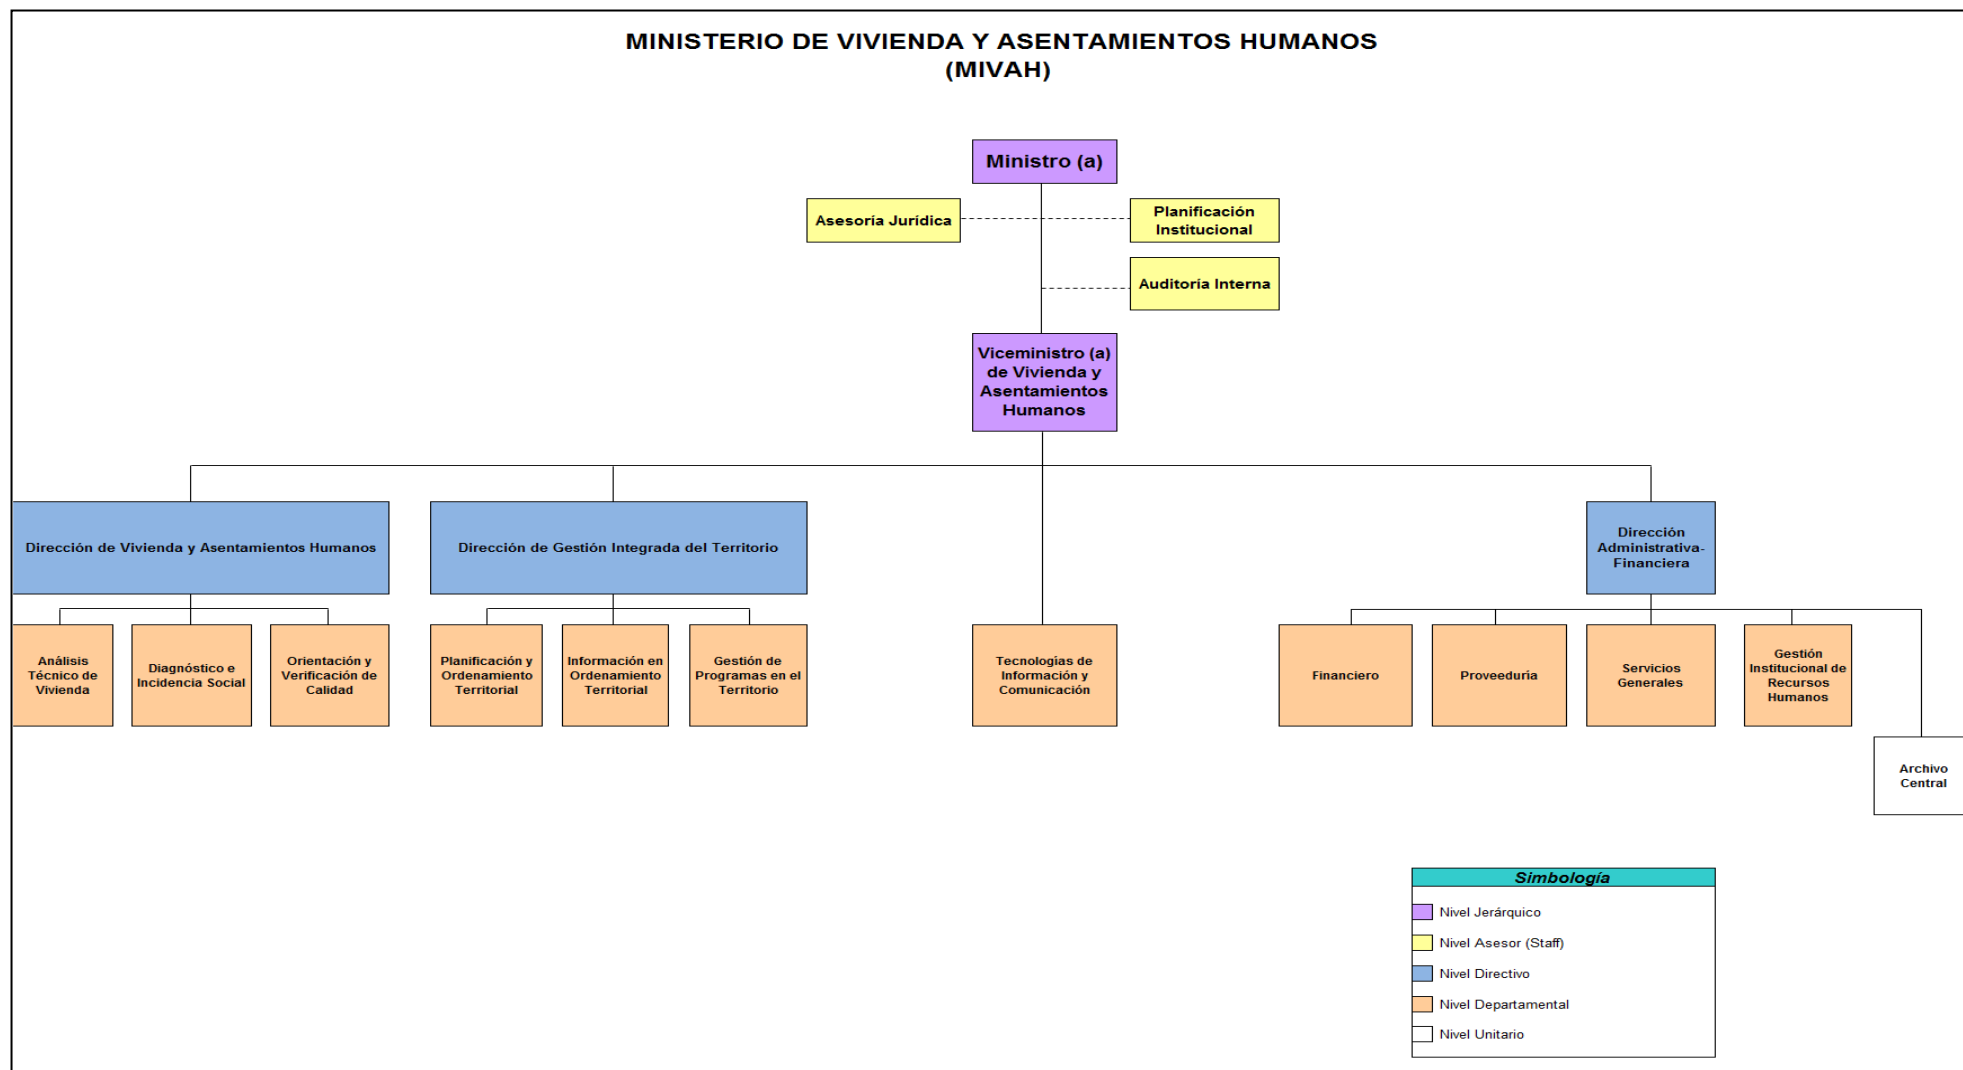 MINISTERIO DE VIVIENDA Y ASENTAMIENTOS HUMANOS
(MIVAH)
Ministro (a)
Asesoría Jurídica
Planificación
Institucional
Auditoría Interna
Viceministro (a)
de Vivienda y
Asentamientos
Humanos
Dirección de Vivienda y Asentamientos Humanos
Dirección de Gestión Integrada del Territorio
Dirección
Administrativa-
Financiera
Análisis
Técnico de
Vivienda
Diagnóstico e
Incidencia Social
Orientación y
Verificación de
Calidad
Planificación y
Ordenamiento
Territorial
Información en
Ordenamiento
Territorial
Gestión de
Programas en el
Territorio
Tecnologías de
Información y
Comunicación
Financiero
Proveeduría
Servicios
Generales
Gestión
Institucional de
Recursos
Humanos
Archivo
Central
Simbología
Nivel Jerárquico
Nivel Asesor (Staff)
Nivel Directivo
Nivel Departamental
Nivel Unitario